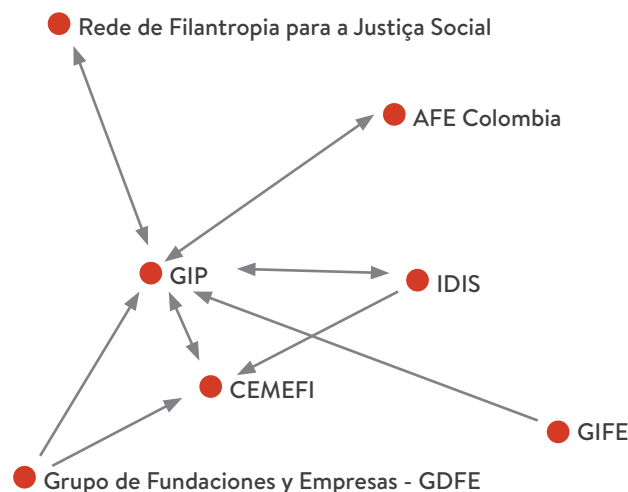 Rede de Filantropia para a Justiça Social
AFE Colombia
GIP
IDIS
CEMEFI
GIFE
Grupo de Fundaciones y Empresas - GDFE